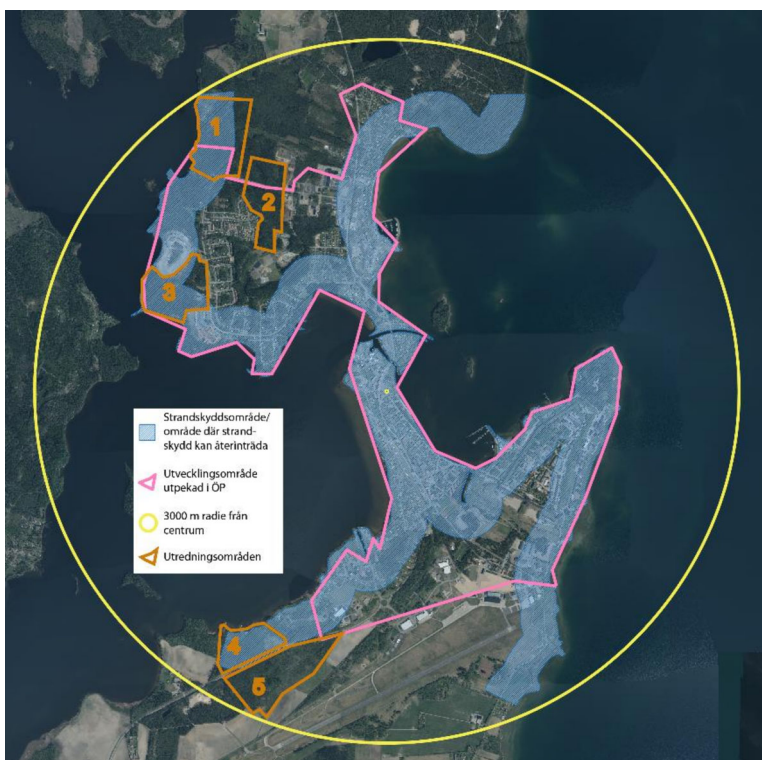 1
2
3
Strandskyddsområde/
område där strand-
skydd kan återinträda
Utvecklingsområde
utpekad i ÖP
3000 m radie från
centrum
Utredningsområden
4
5